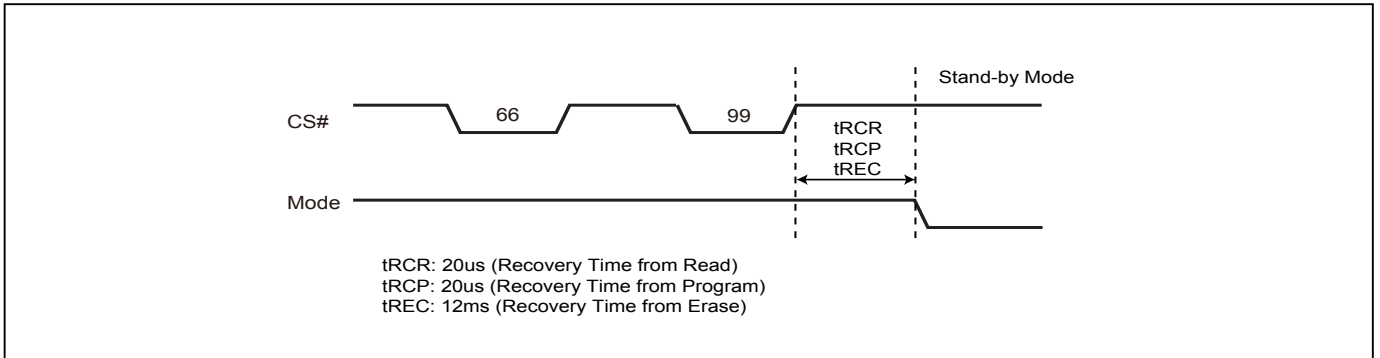 Stand-by Mode
CS#
66
99
tRCR
tRCP
tREC
Mode
tRCR: 20us (Recovery Time from Read)
tRCP: 20us (Recovery Time from Program)
tREC: 12ms (Recovery Time from Erase)